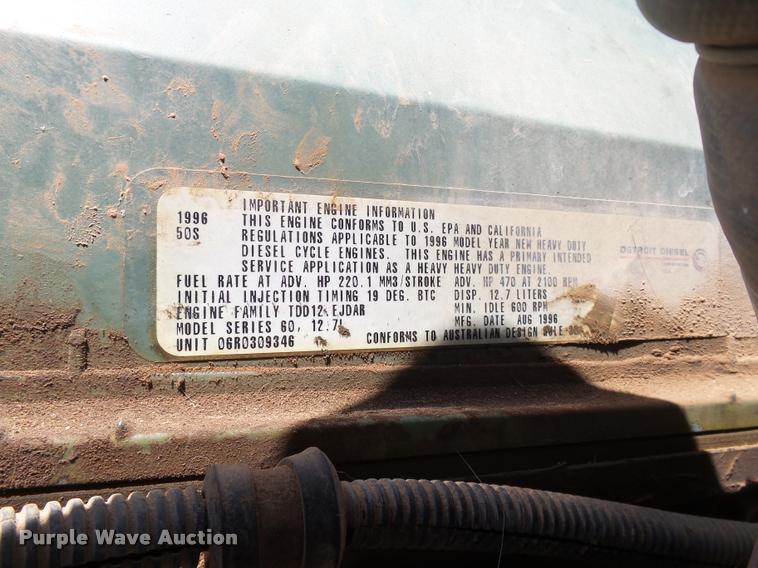 IMPORTANT ENGINE INFORMATION
1996 THIS ENGINE CONFORMS TO U.S. EPA AND CALIFORNIA
50S REGULATIONS APPLICABLE TO 1996 MODEL YEAR NEW HEAVY DUTY
DIESEL CYCLE ENGINES. THIS ENGINE HAS A PRIMARY INTENDED
SERVICE APPLICATION AS A HEAVY HEAVY DUTY ENGINE.
FUEL RATE AT ADV. HP 220.1 MM3/STROKE ADV. HP 470 AT 2100 RPM
INITIAL INJECTION TIMING 19 DEG. BTC DISP. 12.7 LITERS
ENGINE FAMILY MIN. IDLE 600 RPM
MODEL SERIES 60, 12.7L MFG. DATE AUG 1996
UNIT 06R0309346 CONFORMS TO AUSTRALIAN DESIGN RULE
DETROIT DIESEL
Purple Wave Auction